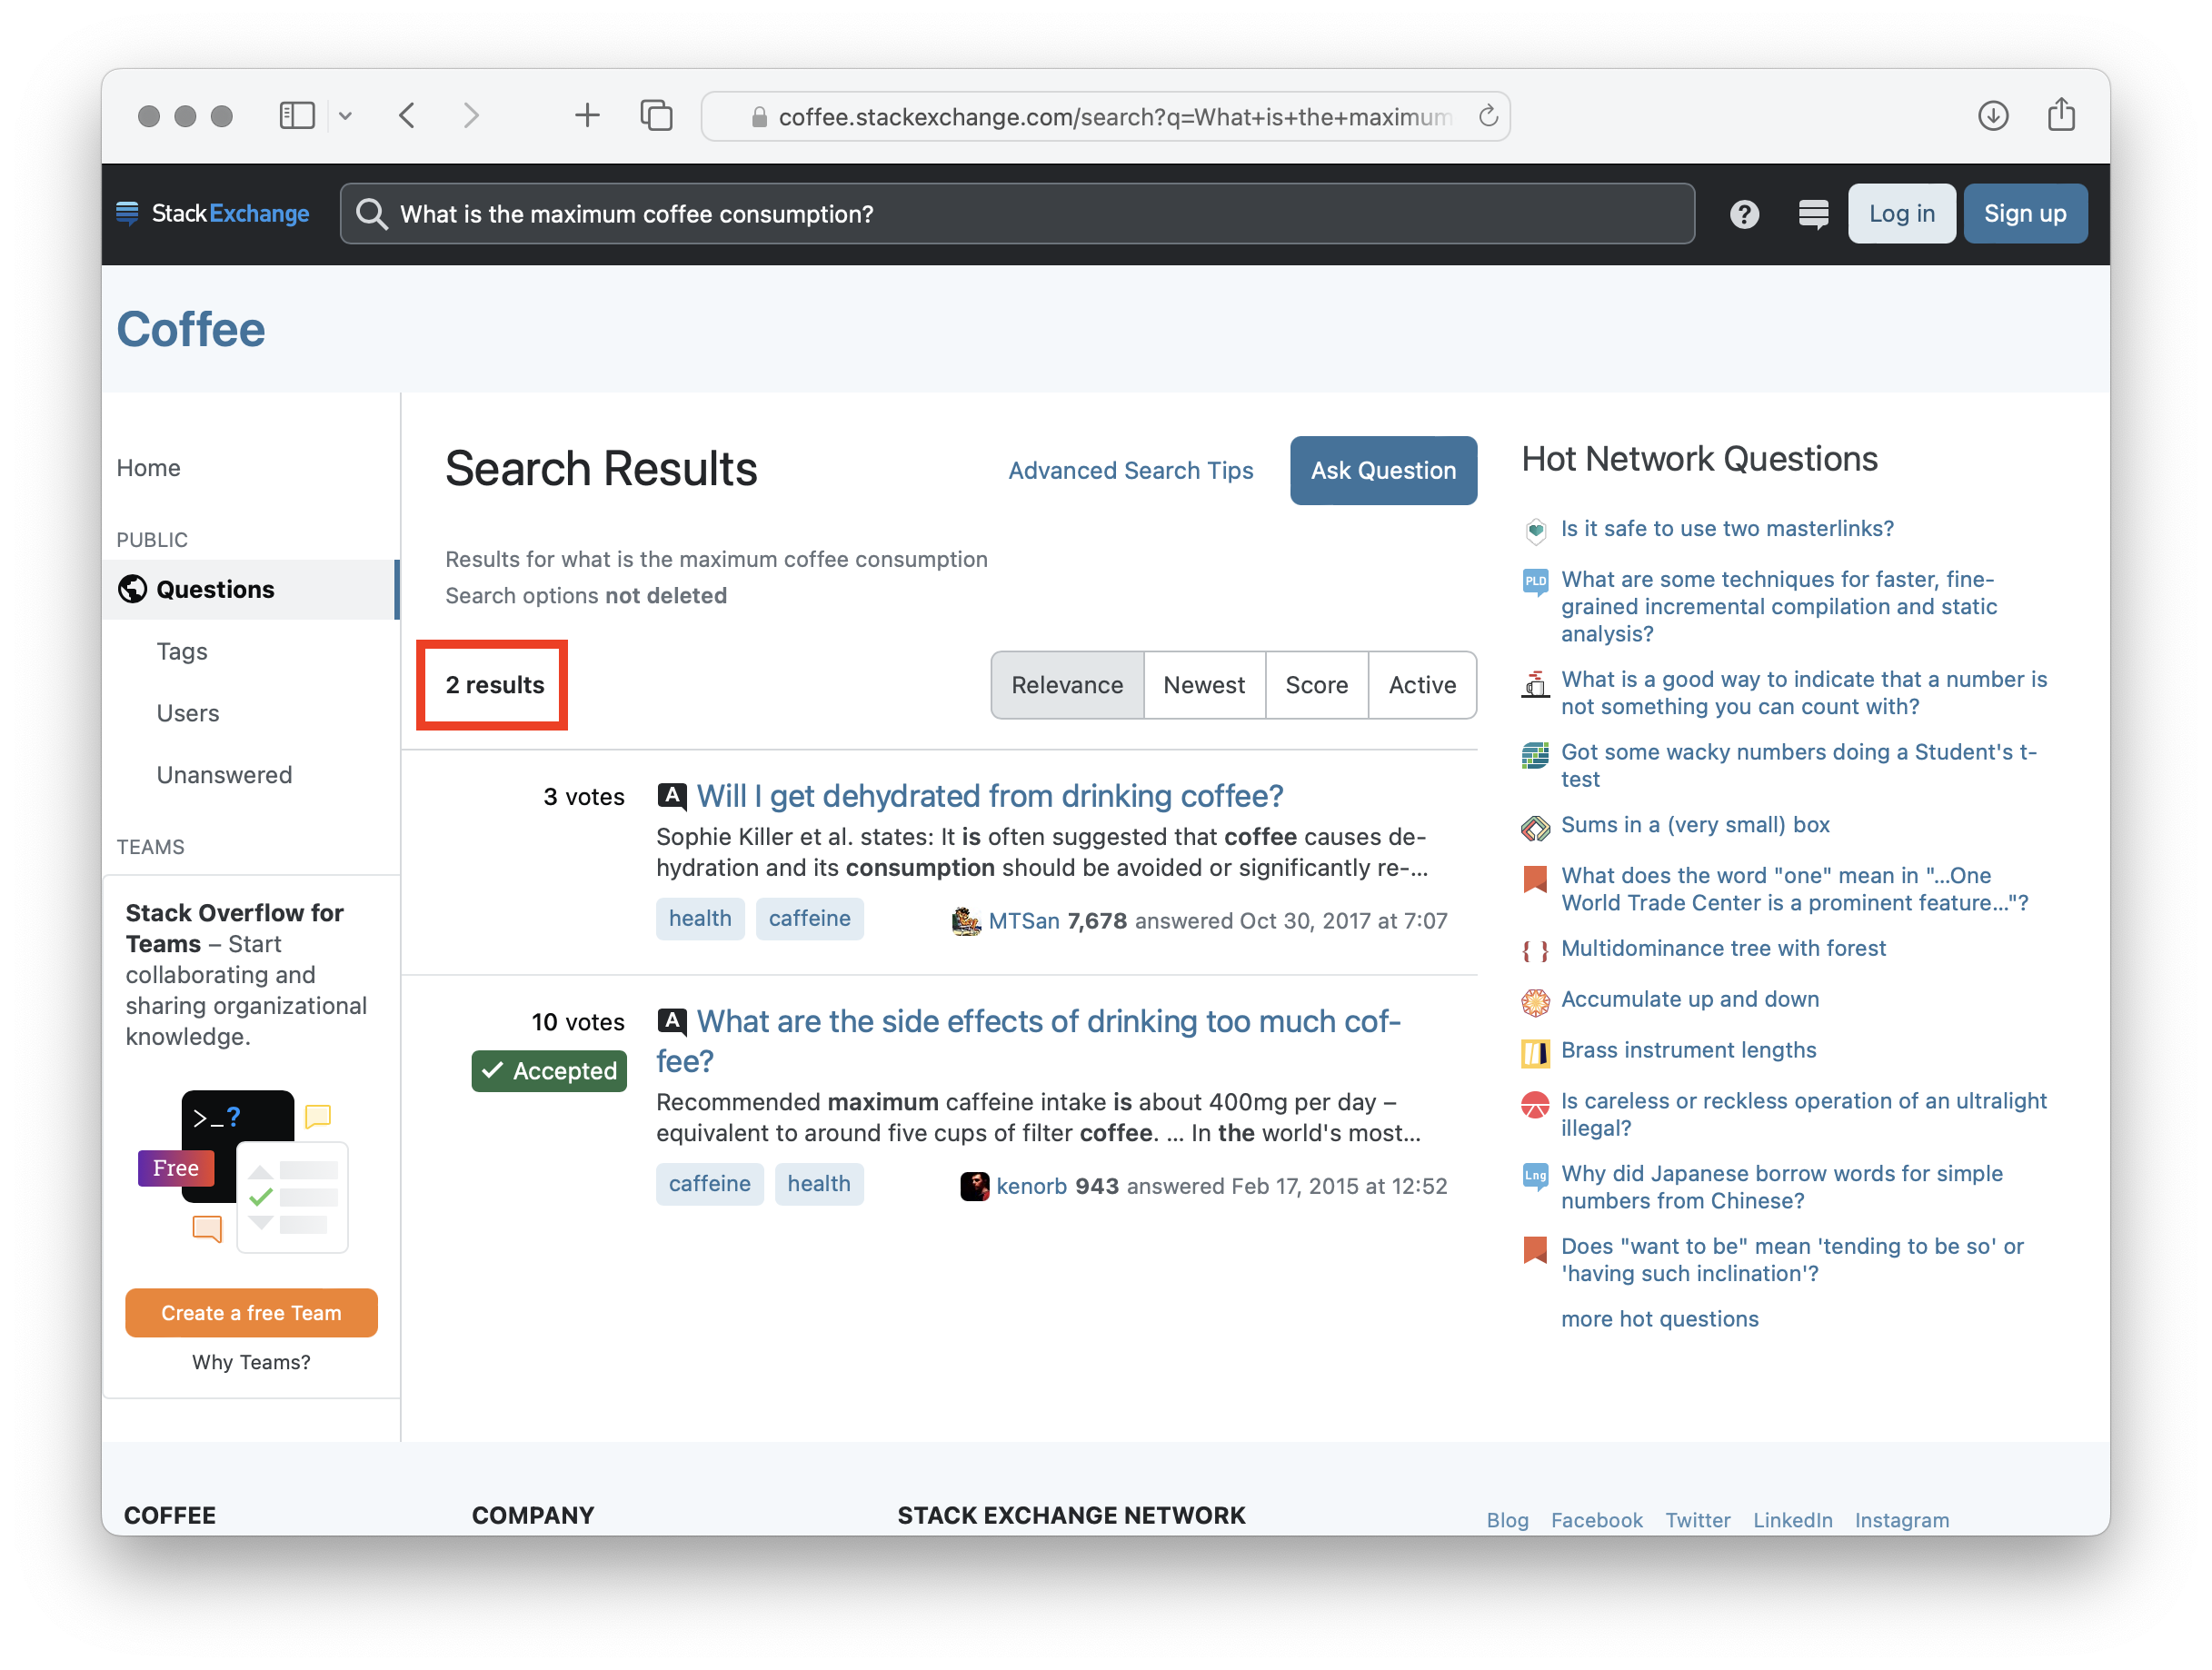 coffee.stackexchange.com/search?q=What+is+the+maximum
StackExchange
What is the maximum coffee consumption?
?
Log in
Sign up
Coffee
Home
PUBLIC
Questions
Tags
Users
Unanswered
TEAMS
Stack Overflow for
Teams – Start
collaborating and
sharing organizational
knowledge.
>_?
Free
Create a free Team
Why Teams?
Search Results
Advanced Search Tips
Ask Question
Results for what is the maximum coffee consumption
Search options not deleted
2 results
Relevance
Newest
Score
Active
3 votes
A Will I get dehydrated from drinking coffee?
Sophie Killer et al. states: It is often suggested that coffee causes de-
hydration and its consumption should be avoided or significantly re-...
health
caffeine
MTSan 7,678 answered Oct 30, 2017 at 7:07
10 votes
Accepted
A What are the side effects of drinking too much cof-
fee?
Recommended maximum caffeine intake is about 400mg per day –
equivalent to around five cups of filter coffee. ... In the world's most...
caffeine
health
kenorb 943 answered Feb 17, 2015 at 12:52
Hot Network Questions
Is it safe to use two masterlinks?
PLD
What are some techniques for faster, fine-
grained incremental compilation and static
analysis?
What is a good way to indicate that a number is
not something you can count with?
Got some wacky numbers doing a Student's t-
test
Sums in a (very small) box
What does the word "one" mean in "...One
World Trade Center is a prominent feature..."?
{ }
Multidominance tree with forest
Accumulate up and down
Brass instrument lengths
Is careless or reckless operation of an ultralight
illegal?
Lng
Why did Japanese borrow words for simple
numbers from Chinese?
Does "want to be" mean 'tending to be so' or
'having such inclination'?
more hot questions
COFFEE
COMPANY
STACK EXCHANGE NETWORK
Blog
Facebook
Twitter
LinkedIn
Instagram